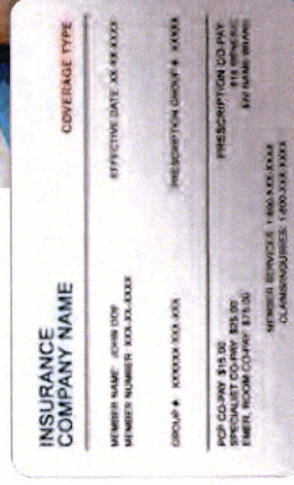 INSURANCE
COMPANY NAME
COVERAGE TYPE
MEMBER NAME: JOHN DOE
MEMBER NUMBER: XXX-XX-XXXX
EFFECTIVE DATE XX-XX-XXXX
GROUP #: XXXXXX-XXX-XXX
PRESCRIPTION GROUP # XXXXX
PCP CO-PAY $15.00
SPECIALIST CO-PAY $25.00
EMER. ROOM CO-PAY $75.00
PRESCRIPTION CO-PAY
$15 GENERIC
NAME BRAND
MEMBER SERVICES: 1-800-XXX-XXXX
CLAIMS/INQUIRIES: 1-800-XXX-XXXX